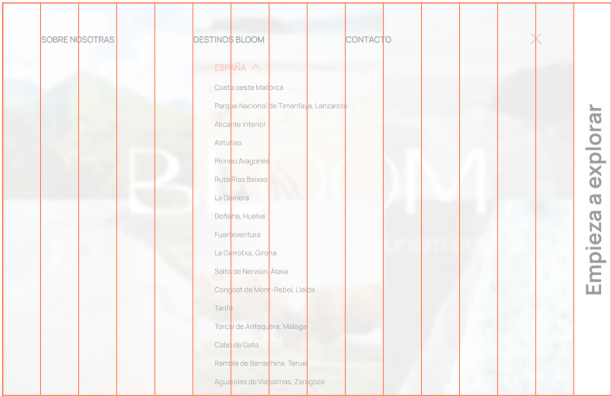 SOBRE NOSOTRAS
DESTINOS BLOOM
CONTACTO
ESPAÑA
Costa oeste Mallorca
Parque Nacional de Timanfaya, Lanzarote
Alicante interior
Asturias
Pirineo Aragonés
Ruta Rias Baixas
La Gomera
Doñana, Huelva
Fuerteventura
La Garrotxa, Girona
Salto de Nervión, Álava
Congost de Mont-Rebei, Lleida
Tarifa
Torcal de Antequera, Málaga
Cabo de Gata
Rambla de Barrachina, Teruel
Aguarales de Valpalmas, Zaragoza
Empieza a explorar